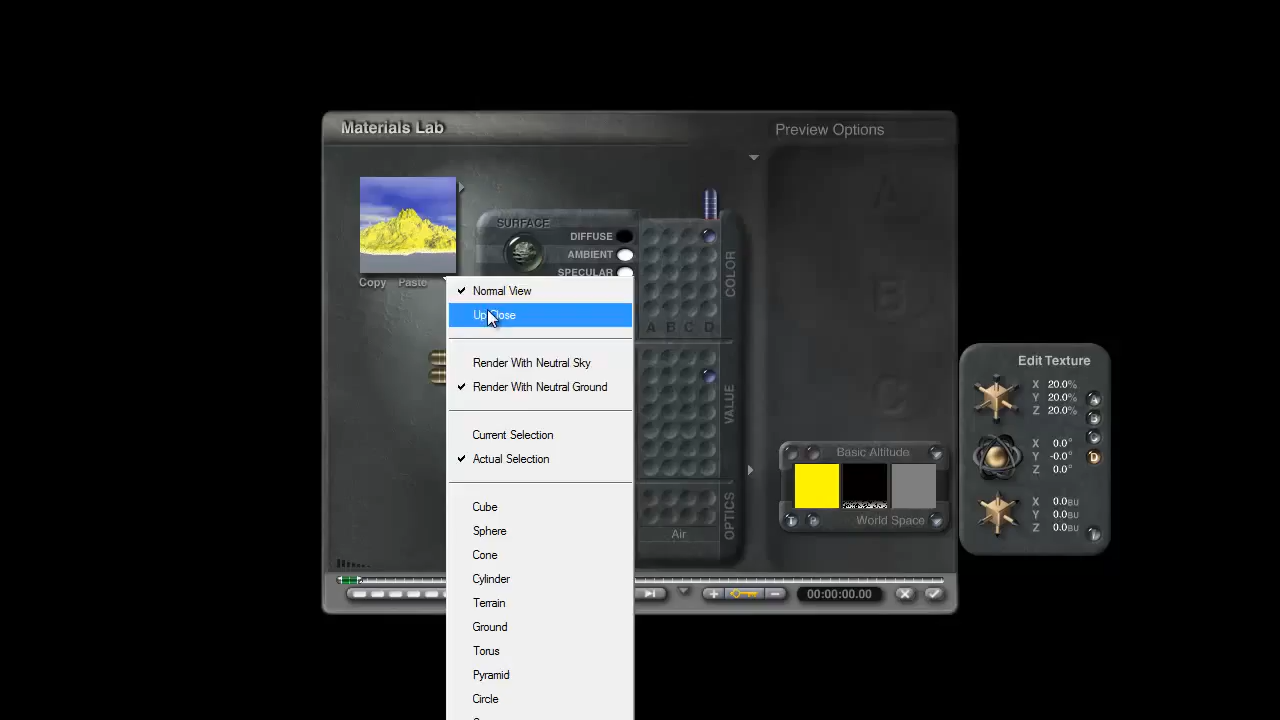 Materials Lab
Preview Options
SURFACE
DIFFUSE
AMBIENT
SPECULAR
Copy Paste
COLOR
A B C D
VALUE
OPTICS
Air
Normal View
Up Close
Render With Neutral Sky
Render With Neutral Ground
Current Selection
Actual Selection
Cube
Sphere
Cone
Cylinder
Terrain
Ground
Torus
Pyramid
Circle
A
B
C
Basic Altitude
T P World Space
Edit Texture
X 20.0%
Y 20.0%
Z 20.0%
A
B
C
D
X 0.0°
Y -0.0°
Z 0.0°
X 0.0BU
Y 0.0BU
Z 0.0BU
00:00:00.00